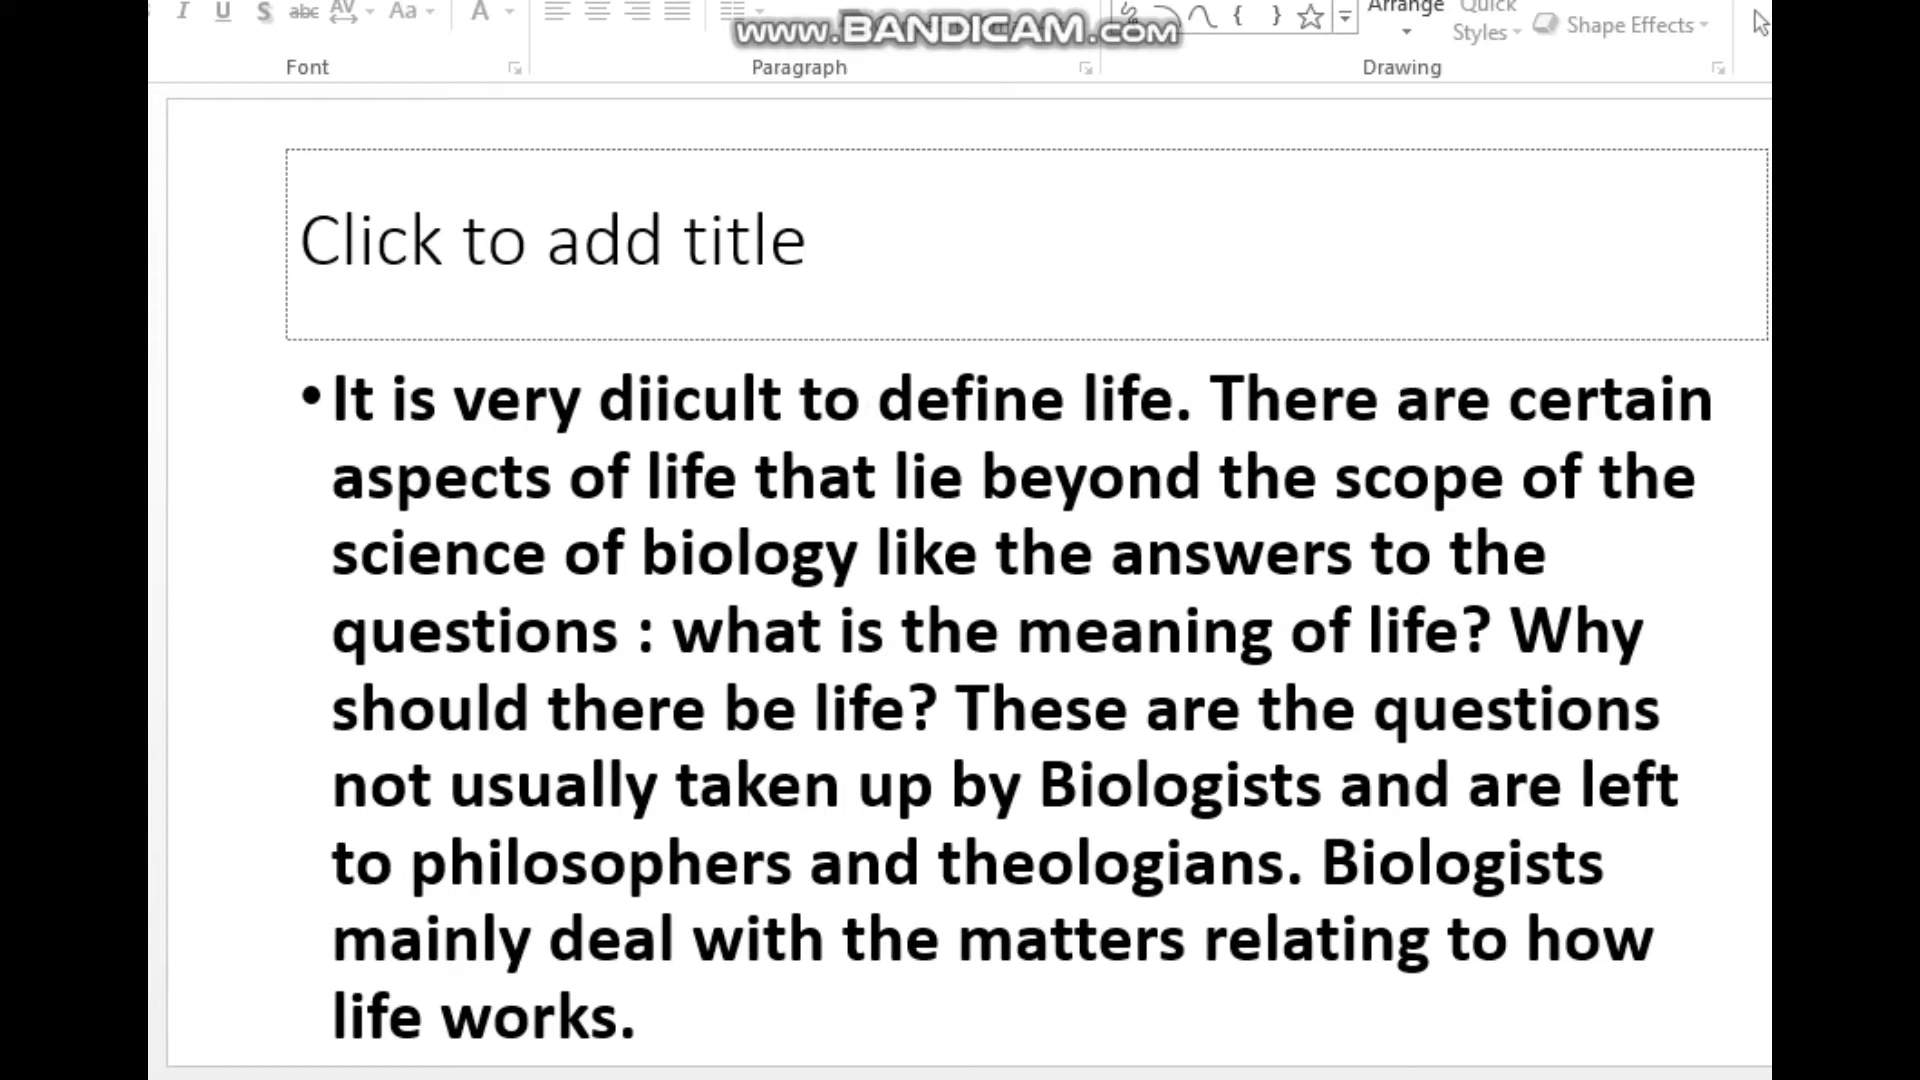 I U S abc AV Aa A
www.BANDICAM.com
Arrange
Quick
Styles
Shape Effects
Font
Paragraph
Drawing
Click to add title
•It is very diicult to define life. There are certain
aspects of life that lie beyond the scope of the
science of biology like the answers to the
questions : what is the meaning of life? Why
should there be life? These are the questions
not usually taken up by Biologists and are left
to philosophers and theologians. Biologists
mainly deal with the matters relating to how
life works.